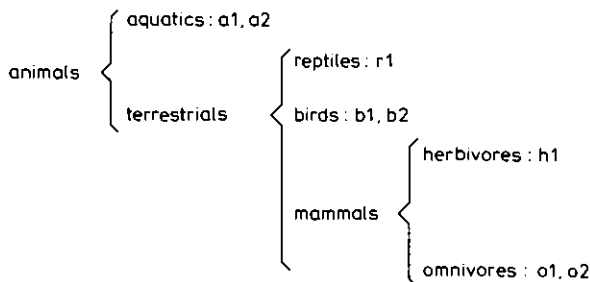 animals
aquatics : a1, a2
terrestrials
reptiles : r1
birds : b1, b2
mammals
herbivores : h1
omnivores : o1, o2